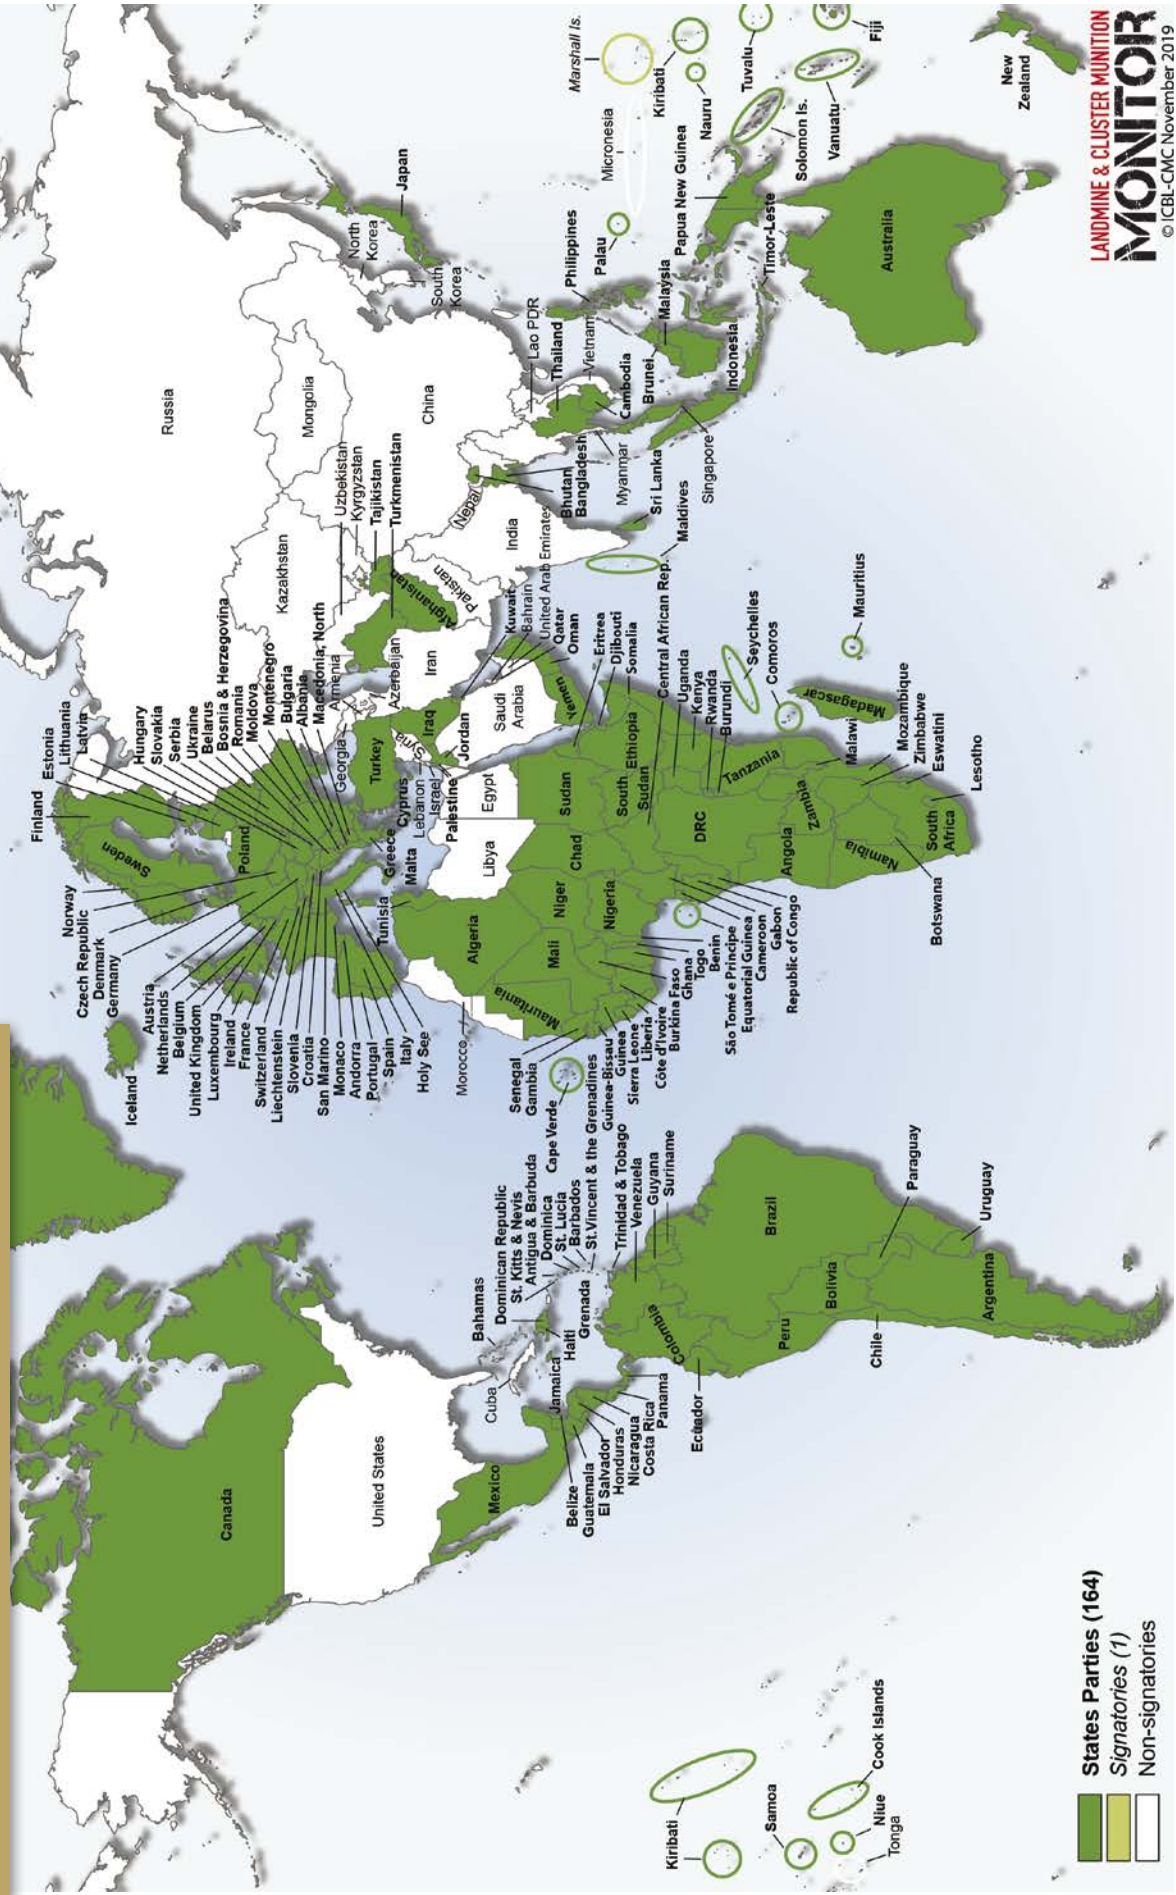 Canada
United States
Mexico
Cuba
Bahamas
Dominican Republic
St. Kitts & Nevis
Antigua & Barbuda
Dominica
St. Lucia
Barbados
St. Vincent & the Grenadines
Trinidad & Tobago
Venezuela
Guyana
Suriname
Jamaica
Haiti
Grenada
Belize
Guatemala
El Salvador
Honduras
Nicaragua
Costa Rica
Panama
Colombie
Ecuador
Peru
Brazil
Bolivia
Chile
Paraguay
Uruguay
Argentina
Kiribati
Samoa
Cook Islands
Niue
Tonga
Iceland
Norway
Czech Republic
Denmark
Germany
Austria
Netherlands
Belgium
United Kingdom
Luxembourg
Ireland
France
Switzerland
Liechtenstein
Slovenia
Croatia
San Marino
Monaco
Andorra
Portugal
Spain
Italy
Holy See
Finland
Sweden
Estonia
Lithuania
Latvia
Poland
Hungary
Slovakia
Serbia
Ukraine
Belarus
Bosnia & Herzegovina
Romania
Moldova
Montenegro
Bulgaria
Albania
Macedonia, North
Greece
Malta
Cyprus
Turkey
Georgia
Armenia
Azerbaijan
Lebanon
Israel
Palestine
Syria
Jordan
Iraq
Iran
Kuwait
Bahrain
United Arab Emirates
Qatar
Oman
Saudi
Arabia
Yemen
Russia
Kazakhstan
Mongolia
China
Uzbekistan
Kyrgyzstan
Tajikistan
Turkmenistan
Afghanistan
Pakistan
Nepal
India
Bhutan
Bangladesh
Myanmar
Sri Lanka
Maldives
North
Korea
South
Korea
Japan
Lao PDR
Thailand
Vietnam
Cambodia
Philippines
Brunei
Malaysia
Singapore
Indonesia
Timor-Leste
Palau
Micronesia
Marshall Is.
Kiribati
Nauru
Tuvalu
Papua New Guinea
Solomon Is.
Vanuatu
Fiji
Australia
New
Zealand
Morocco
Algeria
Tunisia
Libya
Egypt
Mauritania
Mali
Niger
Chad
Sudan
Nigeria
South
Sudan
Ethiopia
Eritrea
Djibouti
Somalia
Central African Rep.
Uganda
Kenya
Rwanda
Burundi
Senegal
Gambia
Cape Verde
Guinea-Bissau
Guinea
Sierra Leone
Liberia
Côte d'Ivoire
Burkina Faso
Ghana
Togo
Benin
São Tomé e Príncipe
Equatorial Guinea
Cameroon
Gabon
Republic of Congo
DRC
Tanzania
Angola
Zambia
Malawi
Mozambique
Zimbabwe
Eswatini
Lesotho
South
Africa
Namibia
Botswana
Madagascar
Seychelles
Comoros
Mauritius
States Parties (164)
Signatories (1)
Non-signatories
LANDMINE & CLUSTER MUNITION
MONITOR
© ICBL-CMC November 2019